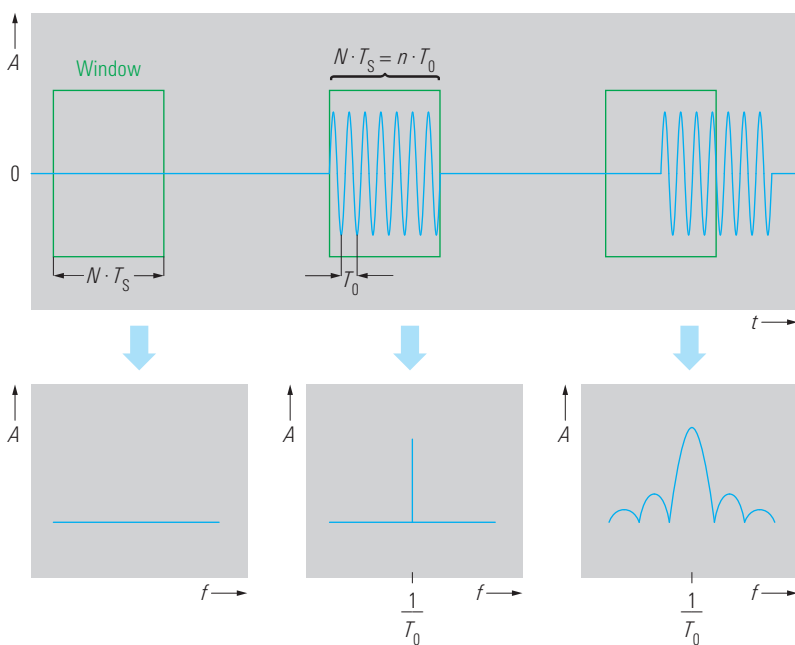 A
Window
N · T_S = n · T_0
0
N · T_S
T_0
t
A
f
A
f
1
T_0
A
f
1
T_0